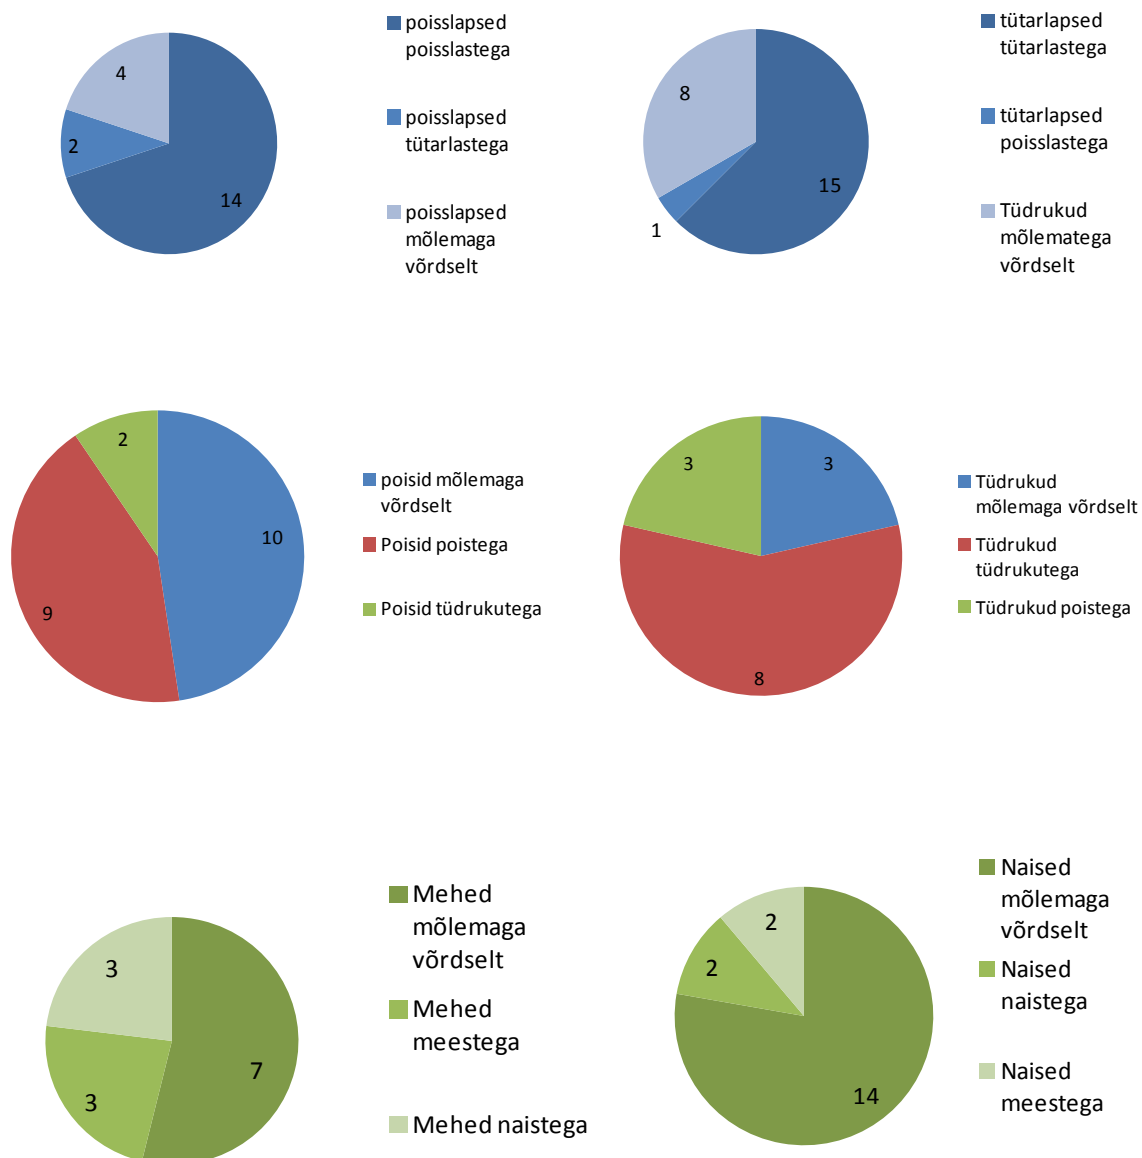 4
2
14
poisslapsed
poisslastega
poisslapsed
tütarlastega
poisslapsed
mõlemaga
võrdselt
8
15
1
tütarlapsed
tütarlastega
tütarlapsed
poisslastega
Tüdrukud
mõlematega
võrdselt
2
10
9
poisid mõlemaga
võrdselt
Poisid poistega
Poisid tüdrukutega
3
3
8
Tüdrukud
mõlemaga võrdselt
Tüdrukud
tüdrukutega
Tüdrukud poistega
3
7
3
Mehed
mõlemaga
võrdselt
Mehed
meestega
Mehed naistega
2
2
14
Naised
mõlemaga
võrdselt
Naised
naistega
Naised
meestega